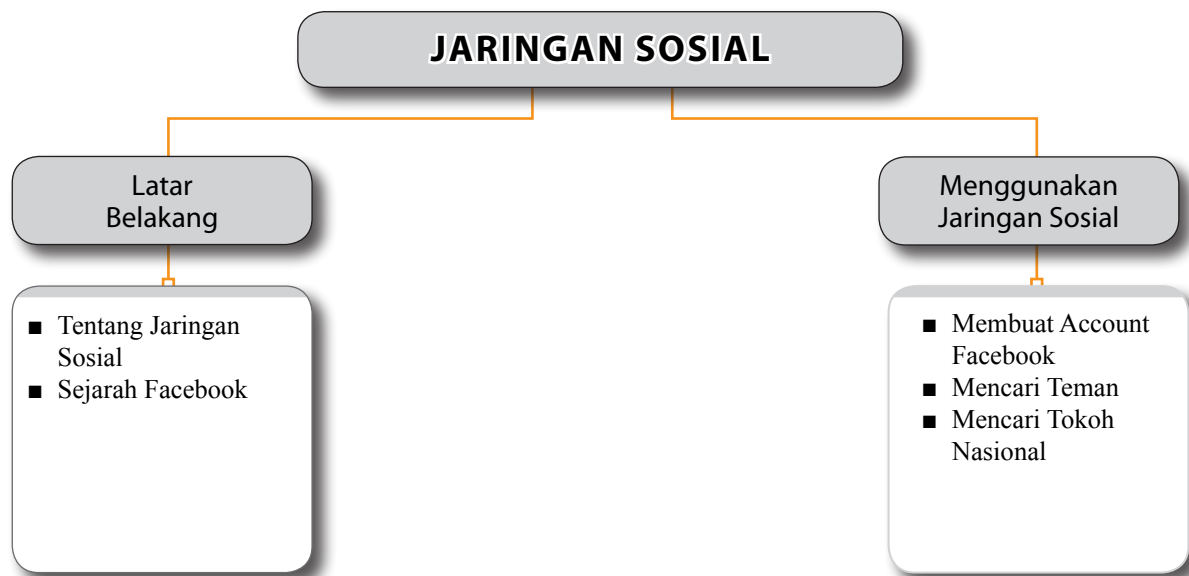 JARINGAN SOSIAL
Latar
Belakang
■ Tentang Jaringan
Sosial
■ Sejarah Facebook
Menggunakan
Jaringan Sosial
■ Membuat Account
Facebook
■ Mencari Teman
■ Mencari Tokoh
Nasional